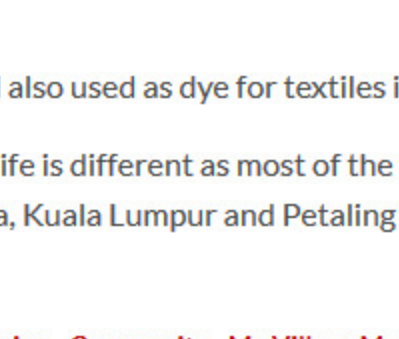 also used as dye for textiles i
ife is different as most of the
a, Kuala Lumpur and Petaling